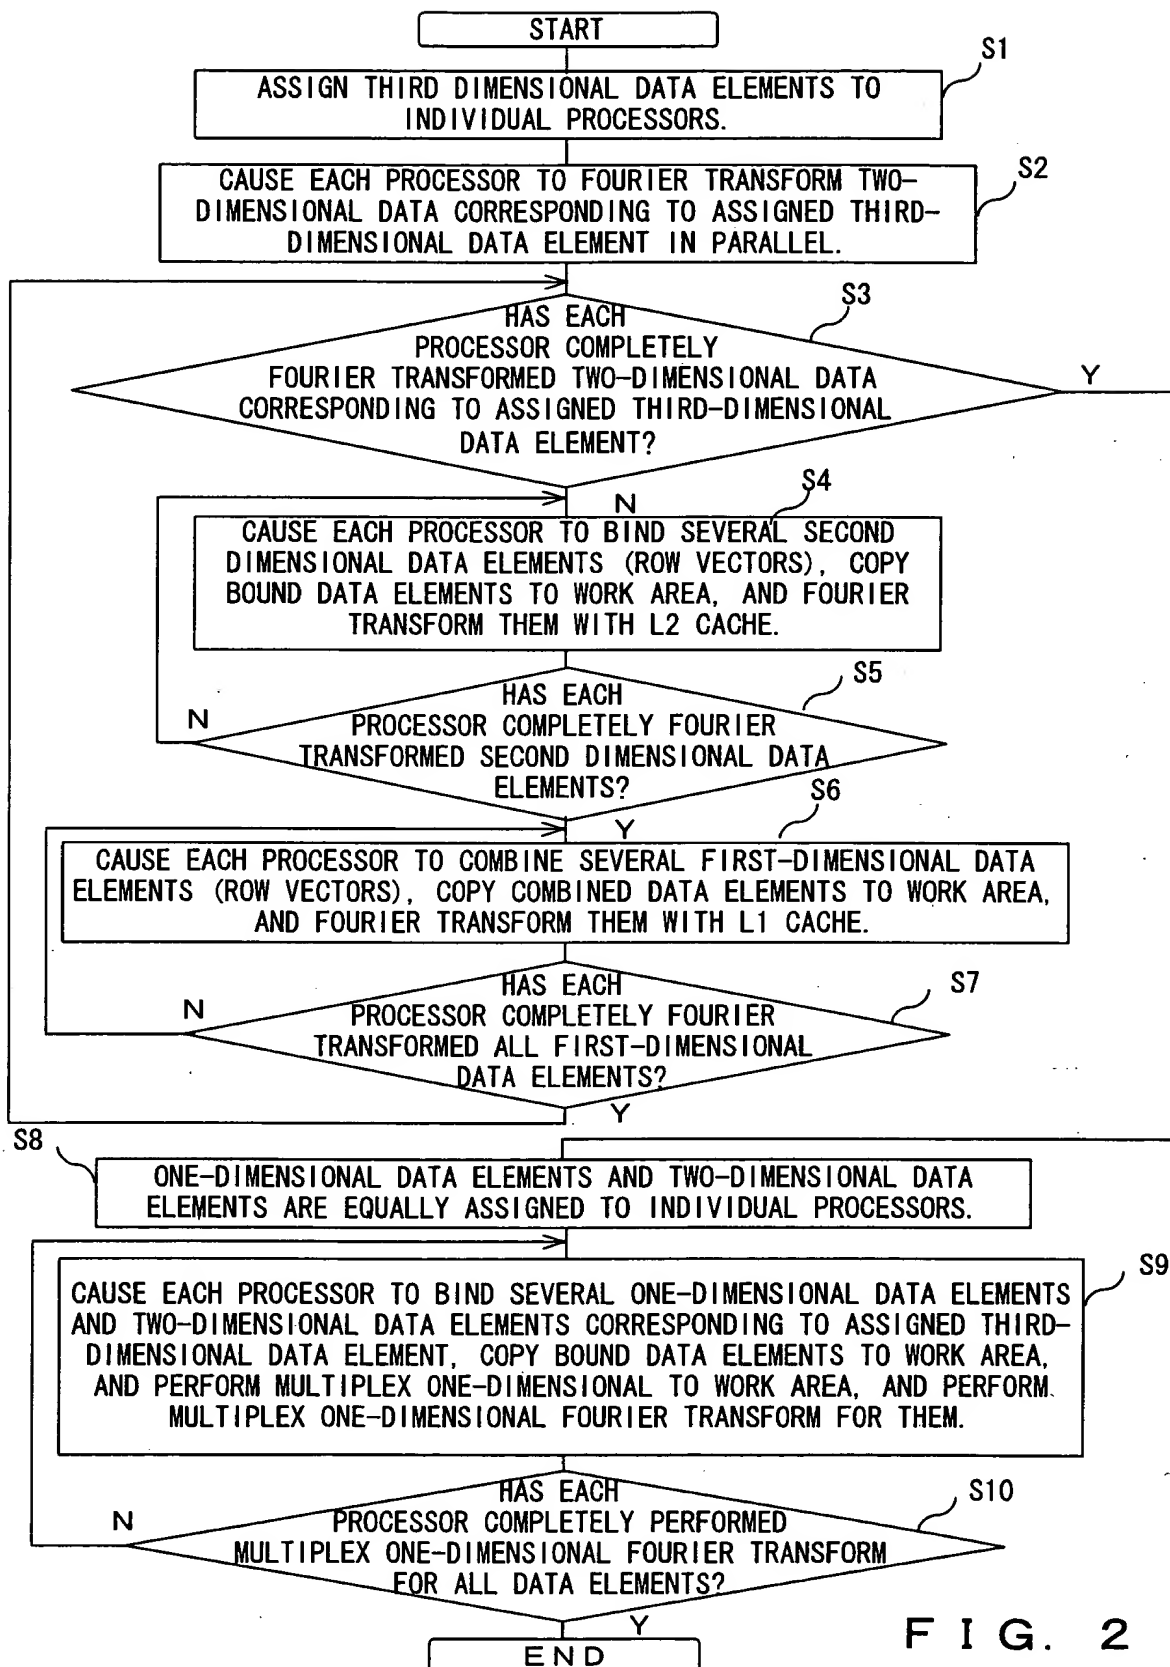 START
S1
ASSIGN THIRD DIMENSIONAL DATA ELEMENTS TO
INDIVIDUAL PROCESSORS.
S2
CAUSE EACH PROCESSOR TO FOURIER TRANSFORM TWO-
DIMENSIONAL DATA CORRESPONDING TO ASSIGNED THIRD-
DIMENSIONAL DATA ELEMENT IN PARALLEL.
S3
HAS EACH
PROCESSOR COMPLETELY
FOURIER TRANSFORMED TWO-DIMENSIONAL DATA
CORRESPONDING TO ASSIGNED THIRD-DIMENSIONAL
DATA ELEMENT?
Y
N
S4
CAUSE EACH PROCESSOR TO BIND SEVERAL SECOND
DIMENSIONAL DATA ELEMENTS (ROW VECTORS), COPY
BOUND DATA ELEMENTS TO WORK AREA, AND FOURIER
TRANSFORM THEM WITH L2 CACHE.
S5
HAS EACH
PROCESSOR COMPLETELY FOURIER
TRANSFORMED SECOND DIMENSIONAL DATA
ELEMENTS?
N
Y
S6
CAUSE EACH PROCESSOR TO COMBINE SEVERAL FIRST-DIMENSIONAL DATA
ELEMENTS (ROW VECTORS), COPY COMBINED DATA ELEMENTS TO WORK AREA,
AND FOURIER TRANSFORM THEM WITH L1 CACHE.
S7
HAS EACH
PROCESSOR COMPLETELY FOURIER
TRANSFORMED ALL FIRST-DIMENSIONAL
DATA ELEMENTS?
N
Y
S8
ONE-DIMENSIONAL DATA ELEMENTS AND TWO-DIMENSIONAL DATA
ELEMENTS ARE EQUALLY ASSIGNED TO INDIVIDUAL PROCESSORS.
S9
CAUSE EACH PROCESSOR TO BIND SEVERAL ONE-DIMENSIONAL DATA ELEMENTS
AND TWO-DIMENSIONAL DATA ELEMENTS CORRESPONDING TO ASSIGNED THIRD-
DIMENSIONAL DATA ELEMENT, COPY BOUND DATA ELEMENTS TO WORK AREA,
AND PERFORM MULTIPLEX ONE-DIMENSIONAL TO WORK AREA, AND PERFORM
MULTIPLEX ONE-DIMENSIONAL FOURIER TRANSFORM FOR THEM.
S10
HAS EACH
PROCESSOR COMPLETELY PERFORMED
MULTIPLEX ONE-DIMENSIONAL FOURIER TRANSFORM
FOR ALL DATA ELEMENTS?
N
Y
END
FIG. 2